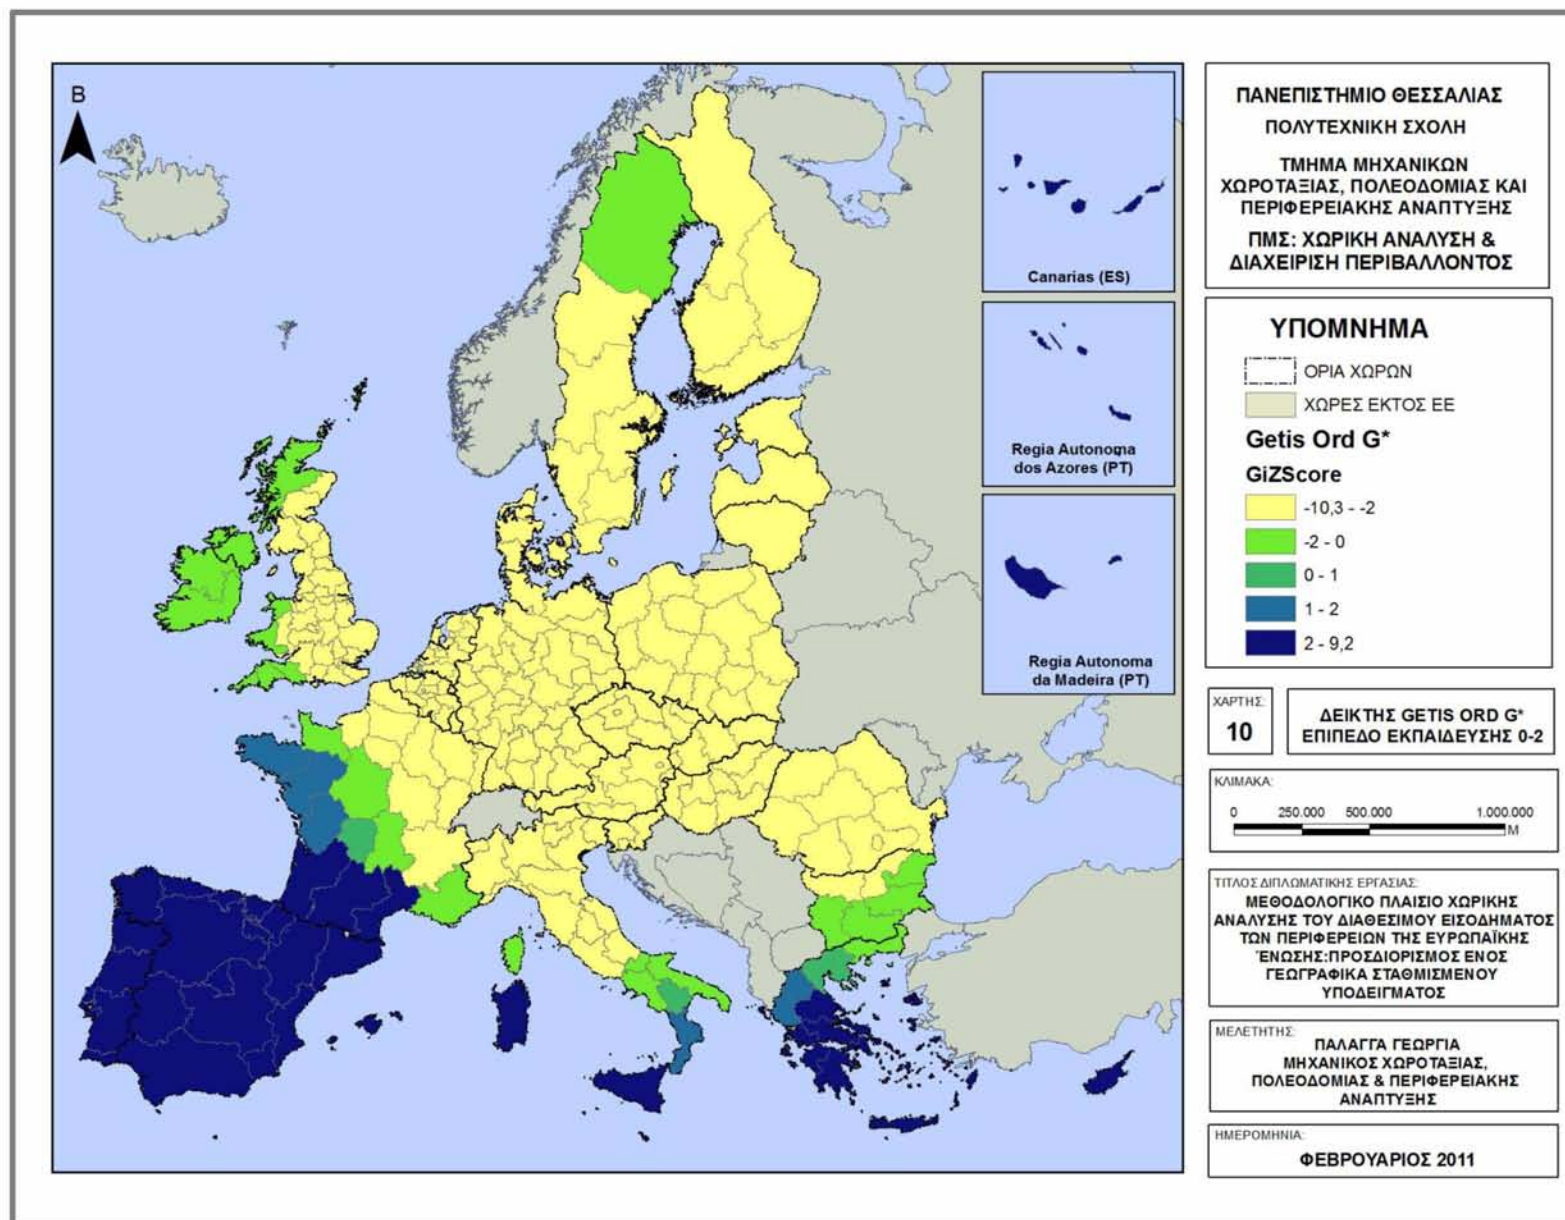 B
Canarias (ES)
Regia Autonoma
dos Azores (PT)
Regia Autonoma
da Madeira (PT)
ΠΑΝΕΠΙΣΤΗΜΙΟ ΘΕΣΣΑΛΙΑΣ
ΠΟΛΥΤΕΧΝΙΚΗ ΣΧΟΛΗ
ΤΜΗΜΑ ΜΗΧΑΝΙΚΩΝ
ΧΩΡΟΤΑΞΙΑΣ, ΠΟΛΕΟΔΟΜΙΑΣ ΚΑΙ
ΠΕΡΙΦΕΡΕΙΑΚΗΣ ΑΝΑΠΤΥΞΗΣ
ΠΜΣ: ΧΩΡΙΚΗ ΑΝΑΛΥΣΗ &
ΔΙΑΧΕΙΡΙΣΗ ΠΕΡΙΒΑΛΛΟΝΤΟΣ
ΥΠΟΜΝΗΜΑ
ΟΡΙΑ ΧΩΡΩΝ
ΧΩΡΕΣ ΕΚΤΟΣ ΕΕ
Getis Ord G*
GiZScore
-10,3 - -2
-2 - 0
0 - 1
1 - 2
2 - 9,2
ΧΑΡΤΗΣ:
10
ΔΕΙΚΤΗΣ GETIS ORD G*
ΕΠΙΠΕΔΟ ΕΚΠΑΙΔΕΥΣΗΣ 0-2
ΚΛΙΜΑΚΑ:
0 250.000 500.000 1.000.000
M
ΤΙΤΛΟΣ ΔΙΠΛΩΜΑΤΙΚΗΣ ΕΡΓΑΣΙΑΣ:
ΜΕΘΟΔΟΛΟΓΙΚΟ ΠΛΑΙΣΙΟ ΧΩΡΙΚΗΣ
ΑΝΑΛΥΣΗΣ ΤΟΥ ΔΙΑΘΕΣΙΜΟΥ ΕΙΣΟΔΗΜΑΤΟΣ
ΤΩΝ ΠΕΡΙΦΕΡΕΙΩΝ ΤΗΣ ΕΥΡΩΠΑΪΚΗΣ
ΈΝΩΣΗΣ:ΠΡΟΣΔΙΟΡΙΣΜΟΣ ΕΝΟΣ
ΓΕΩΓΡΑΦΙΚΑ ΣΤΑΘΜΙΣΜΕΝΟΥ
ΥΠΟΔΕΙΓΜΑΤΟΣ
ΜΕΛΕΤΗΤΗΣ:
ΠΑΛΑΓΓΑ ΓΕΩΡΓΙΑ
ΜΗΧΑΝΙΚΟΣ ΧΩΡΟΤΑΞΙΑΣ,
ΠΟΛΕΟΔΟΜΙΑΣ & ΠΕΡΙΦΕΡΕΙΑΚΗΣ
ΑΝΑΠΤΥΞΗΣ
ΗΜΕΡΟΜΗΝΙΑ:
ΦΕΒΡΟΥΑΡΙΟΣ 2011